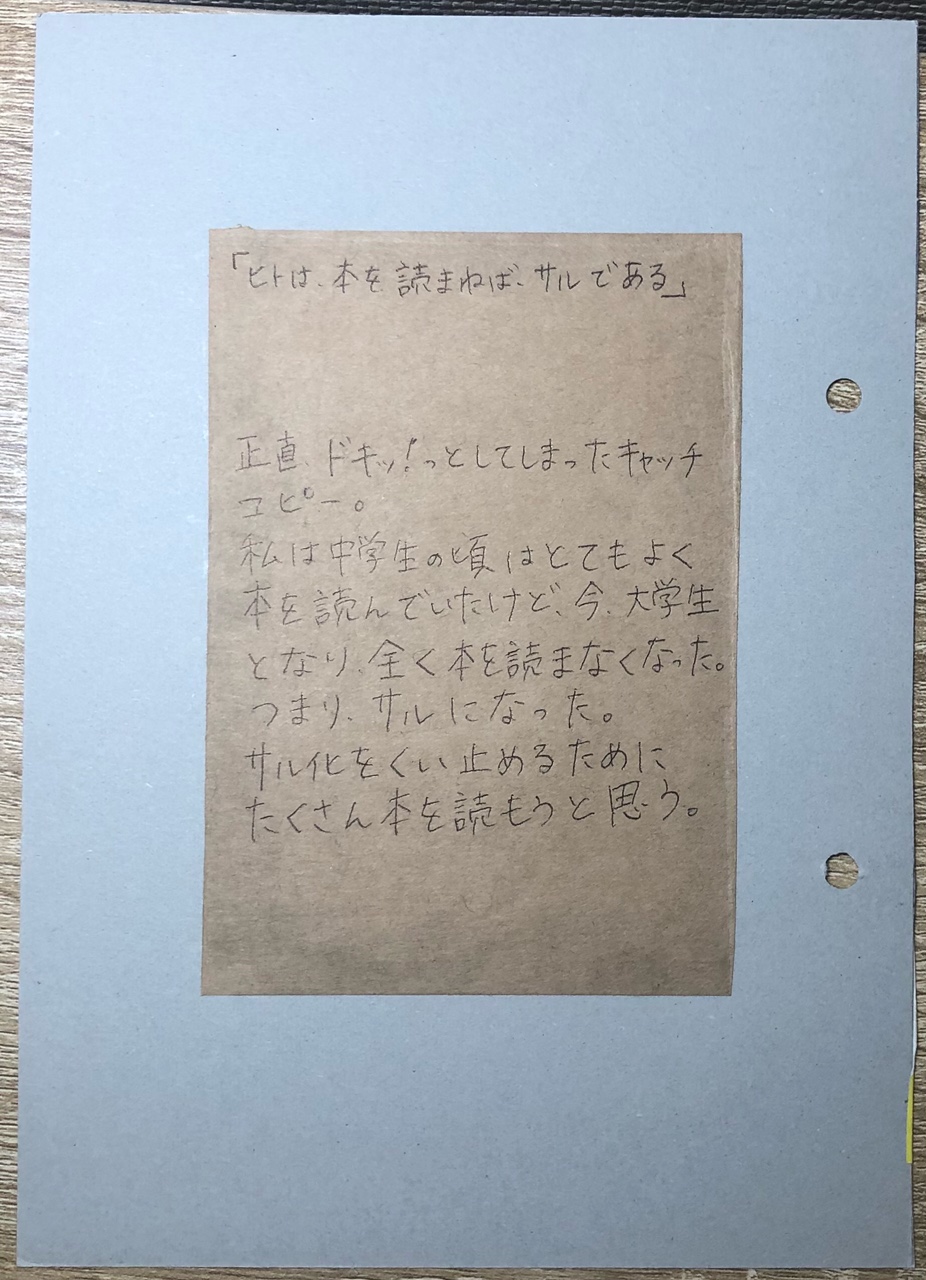 「ヒトは、本を読まねば、サルである」
正直、ドキッ!っとしてしまったキャッチ
コピー。
私は中学生の頃はとてもよく
本を読んでいたけど、今、大学生
となり、全く本を読まなくなった。
つまり、サルになった。
サル化をくい止めるために
たくさん本を読もうと思う。